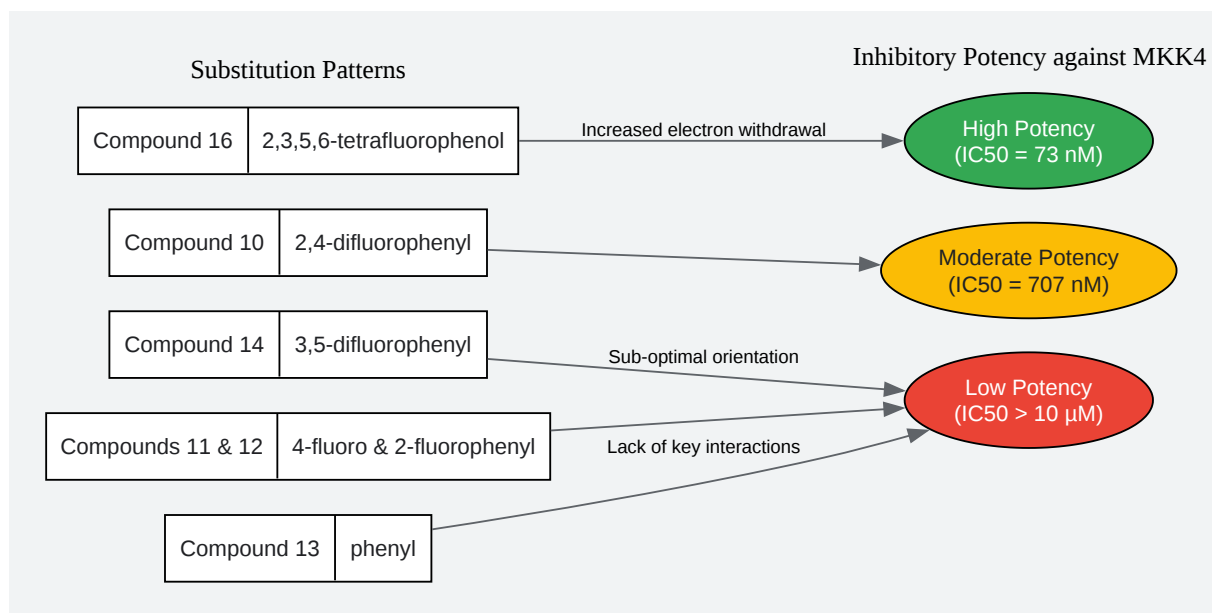 Substitution Patterns
Inhibitory Potency against MKK4
Compound 16
2,3,5,6-tetrafluorophenol
Increased electron withdrawal
High Potency
(IC50 = 73 nM)
Compound 10
2,4-difluorophenyl
Moderate Potency
(IC50 = 707 nM)
Compound 14
3,5-difluorophenyl
Sub-optimal orientation
Low Potency
(IC50 > 10 µM)
Compounds 11 & 12
4-fluoro & 2-fluorophenyl
Lack of key interactions
Compound 13
phenyl